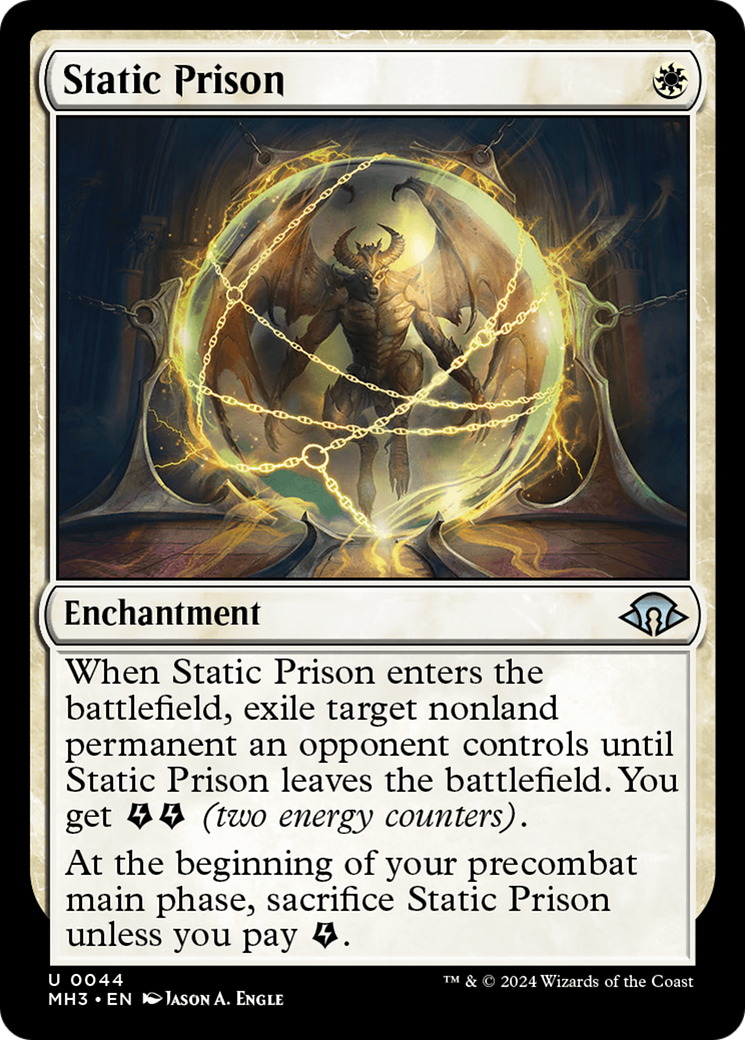 Static Prison
Enchantment
When Static Prison enters the
battlefield, exile target nonland
permanent an opponent controls until
Static Prison leaves the battlefield. You
get (two energy counters).
At the beginning of your precombat
main phase, sacrifice Static Prison
unless you pay .
U 0044
™ & © 2024 Wizards of the Coast
MH3 • EN Jason A. Engle